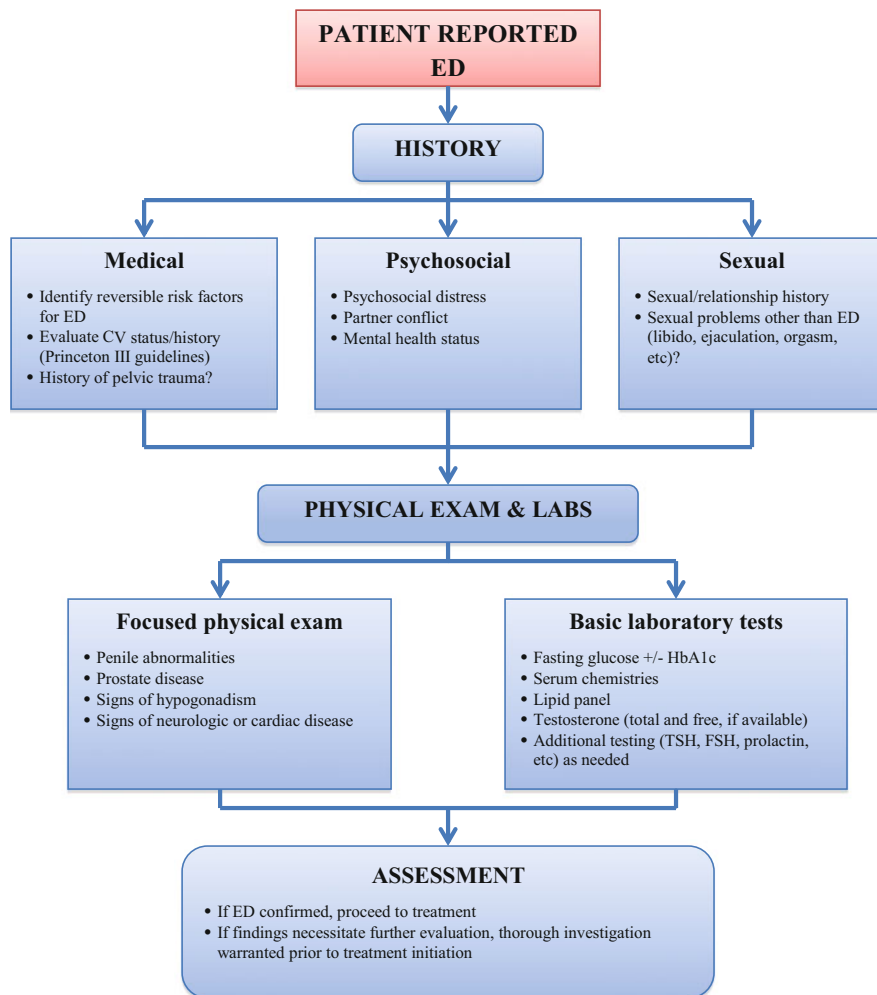 PATIENT REPORTED
ED
HISTORY
Medical
• Identify reversible risk factors
for ED
• Evaluate CV status/history
(Princeton III guidelines)
• History of pelvic trauma?
Psychosocial
• Psychosocial distress
• Partner conflict
• Mental health status
Sexual
• Sexual/relationship history
• Sexual problems other than ED
(libido, ejaculation, orgasm,
etc)?
PHYSICAL EXAM & LABS
Focused physical exam
• Penile abnormalities
• Prostate disease
• Signs of hypogonadism
• Signs of neurologic or cardiac disease
Basic laboratory tests
• Fasting glucose +/- HbA1c
• Serum chemistries
• Lipid panel
• Testosterone (total and free, if available)
• Additional testing (TSH, FSH, prolactin,
etc) as needed
ASSESSMENT
• If ED confirmed, proceed to treatment
• If findings necessitate further evaluation, thorough investigation
warranted prior to treatment initiation